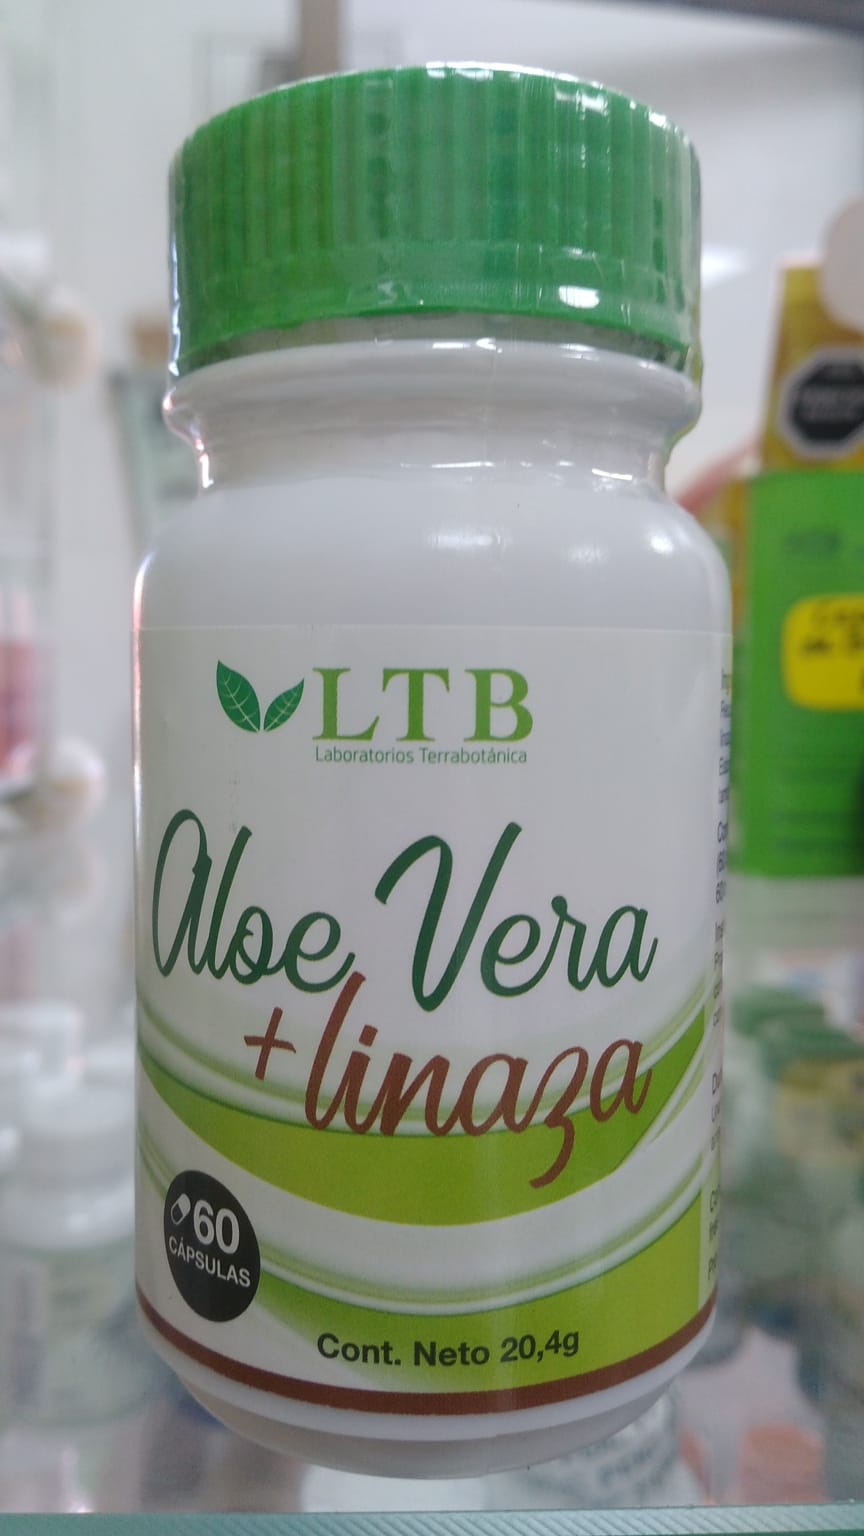 LTB
Laboratorios Terrabotánica
Aloe Vera
+linaza
60
CÁPSULAS
Cont. Neto 20,4g